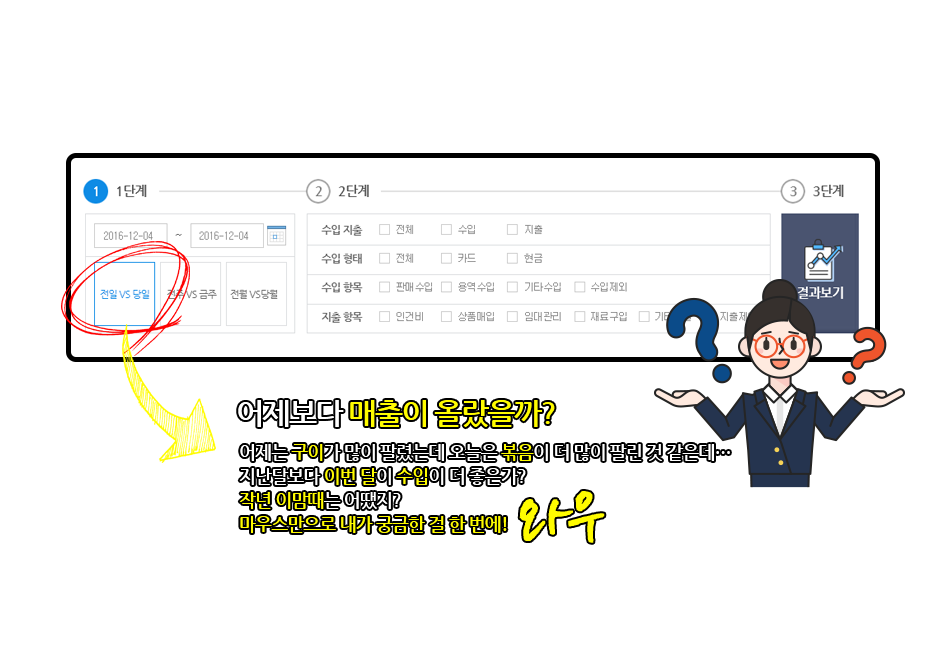 1 1단계
2 2단계
3 3단계
2016-12-04 ~ 2016-12-04
전일 VS 당일
전주 VS 금주
전월 VS당월
수입 지출 전체 수입 지출
수입 형태 전체 카드 현금
수입 항목 판매수입 용역수입 기타수입 수입제외
지출 항목 인건비 상품매입 임대관리 재료구입
결과보기
? ?
어제보다 매출이 올랐을까?
어제는 구이가 많이 팔렸는데 오늘은 볶음이 더 많이 팔린 것 같은데…
지난달보다 이번 달이 수입이 더 좋은가?
작년 이맘때는 어땠지?
마우스만으로 내가 궁금한 걸 한 번에!
와우